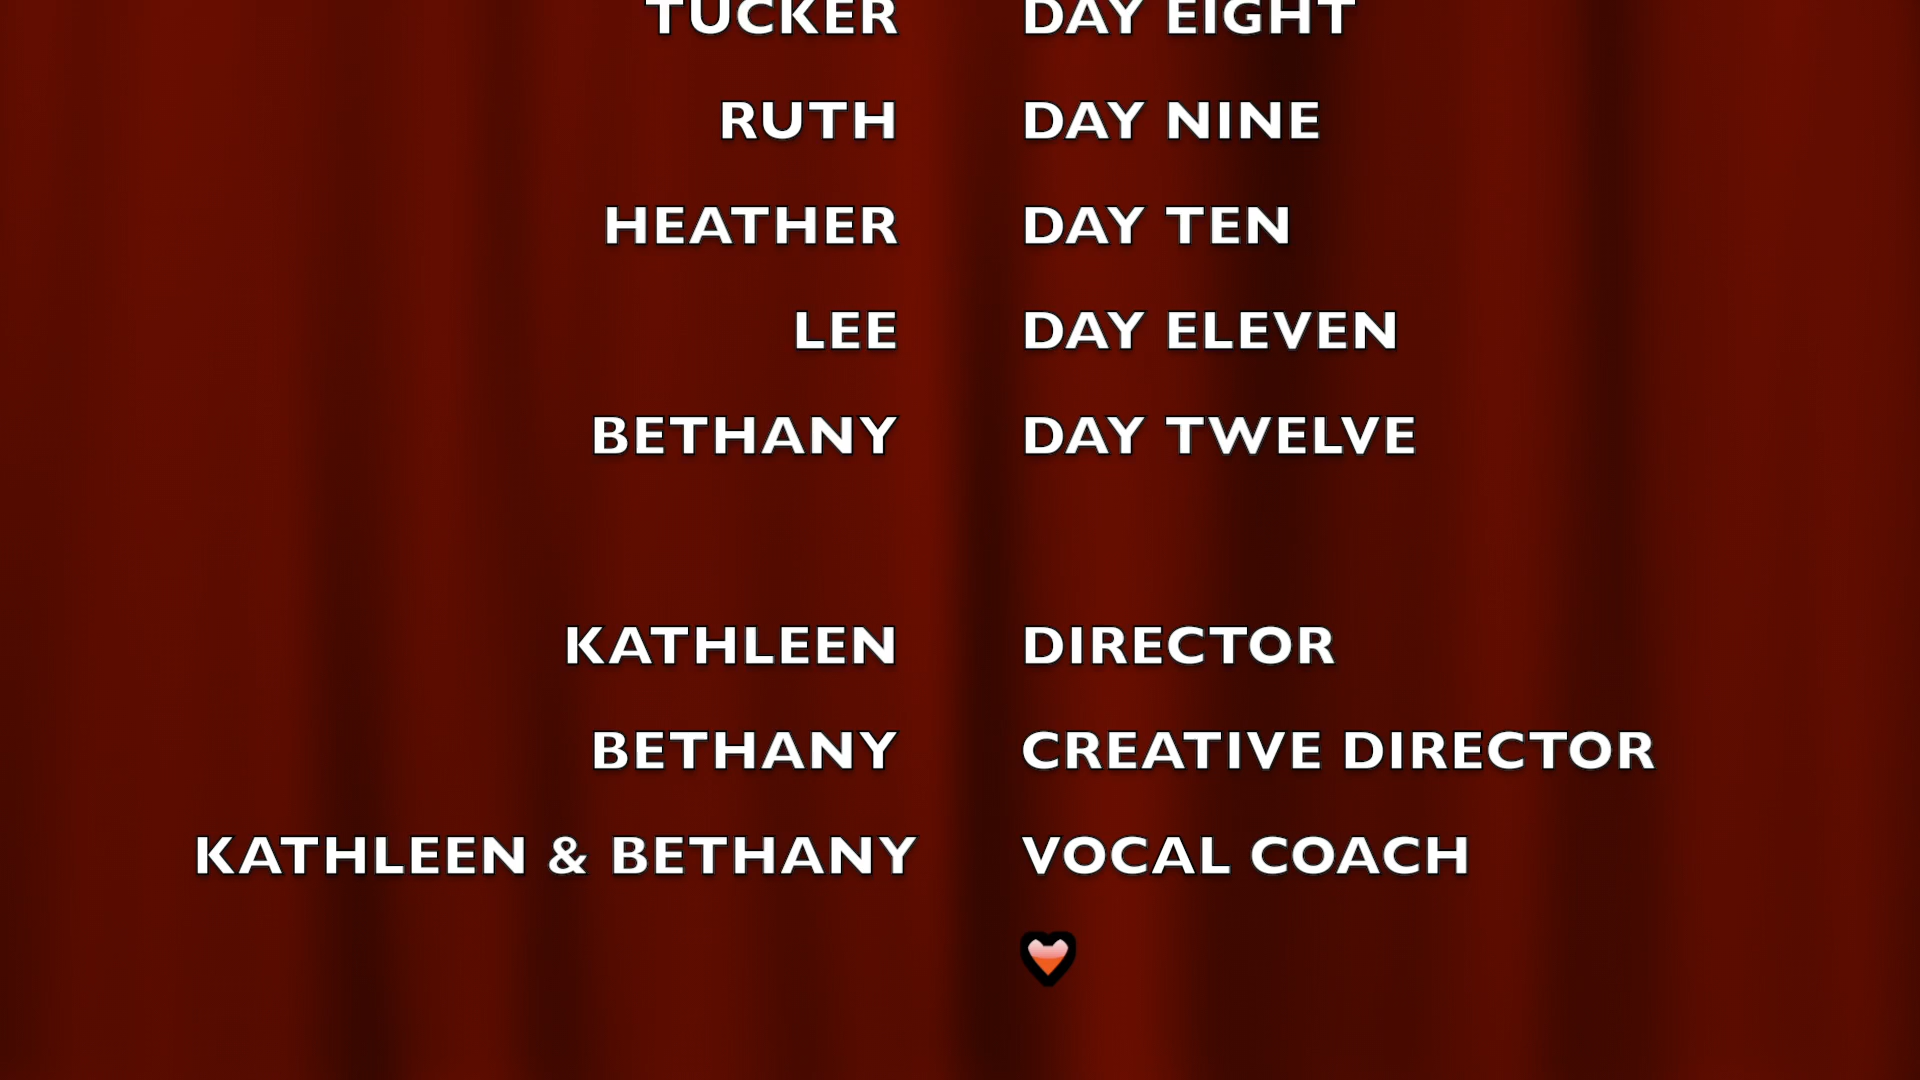 TUCKER DAY EIGHT
RUTH DAY NINE
HEATHER DAY TEN
LEE DAY ELEVEN
BETHANY DAY TWELVE
KATHLEEN DIRECTOR
BETHANY CREATIVE DIRECTOR
KATHLEEN & BETHANY VOCAL COACH